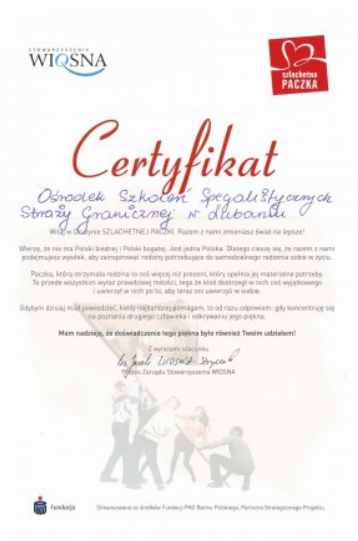 STOWARZYSZENIE
WIOSNA
szlachetna
PACZKA
Certyfikat
Ośrodek Szkoleń Specjalistycznych
Straży Granicznej w Lubaniu
Witaj w Drużynie SZLACHETNEJ PACZKI. Razem z nami zmieniasz świat na lepsze!
Wierzę, że nie ma Polski biednej i Polski bogatej. Jest jedna Polska. Dlatego cieszę się, że razem z nami
podejmujesz wysiłek, aby zainspirować rodziny potrzebujące do samodzielnego radzenia sobie w życiu.
Paczka, którą otrzymała rodzina to coś więcej niż prezent, który spełnia jej materialne potrzeby.
To przede wszystkim wyraz prawdziwej miłości, tego że ktoś dostrzegł w nich coś wyjątkowego
i uwierzył w nich po to, aby teraz oni uwierzyli w siebie.
Gdybym dzisiaj miał powiedzieć, kiedy najbardziej pomagam, to od razu odpowiem: gdy koncentruję się
na poznaniu drugiego człowieka i odkrywaniu jego piękna.
Mam nadzieję, że doświadczenie tego piękna było również Twoim udziałem!
Z wyrazami szacunku
ks. Jacek WIOSNA Stryczek
Prezes Zarządu Stowarzyszenia WIOSNA
Fundacja
Sfinansowano ze środków Fundacji PKO Banku Polskiego, Partnera Strategicznego Projektu.